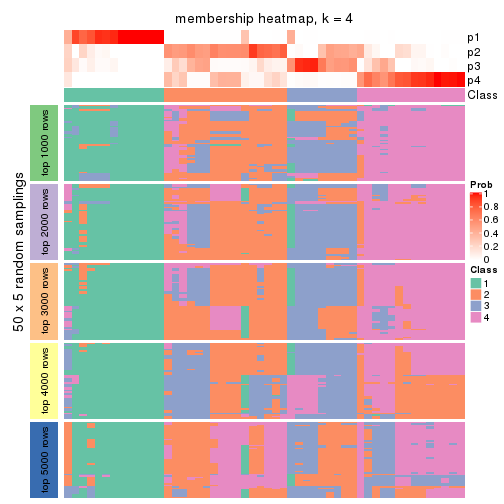 membership heatmap, k = 4
p1
p2
p3
p4
Class
50 x 5 random samplings
top 1000 rows
top 2000 rows
top 3000 rows
top 4000 rows
top 5000 rows
Prob
1
0.8
0.6
0.4
0.2
0
Class
1
2
3
4